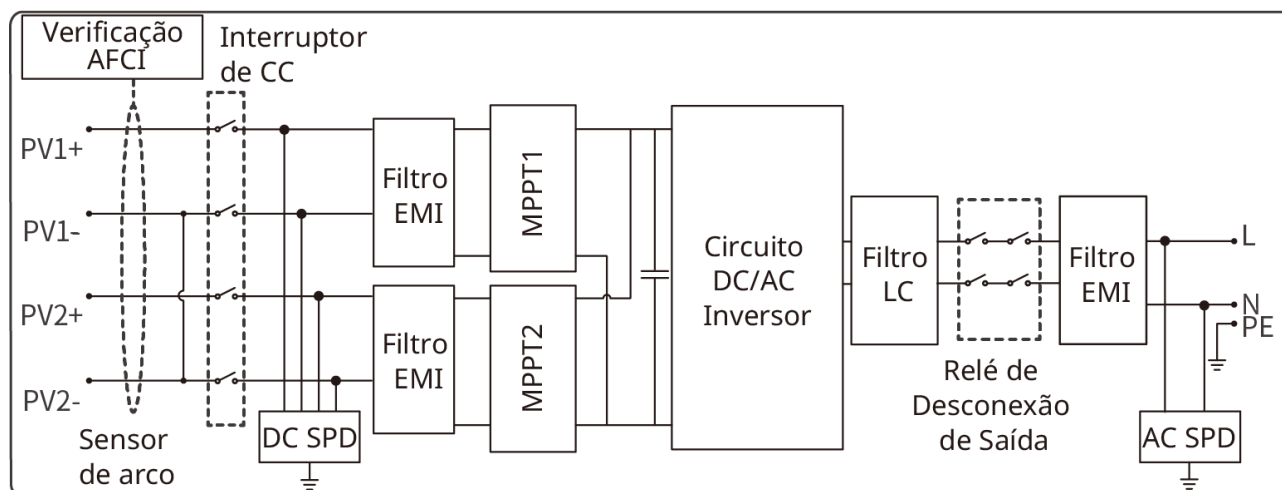 Verificação
AFCI
Interruptor
de CC
PV1+
PV1-
PV2+
PV2-
Sensor
de arco
DC SPD
Filtro
EMI
Filtro
EMI
MPPT1
MPPT2
Circuito
DC/AC
Inversor
Filtro
LC
Relé de
Desconexão
de Saída
Filtro
EMI
L
N
PE
AC SPD